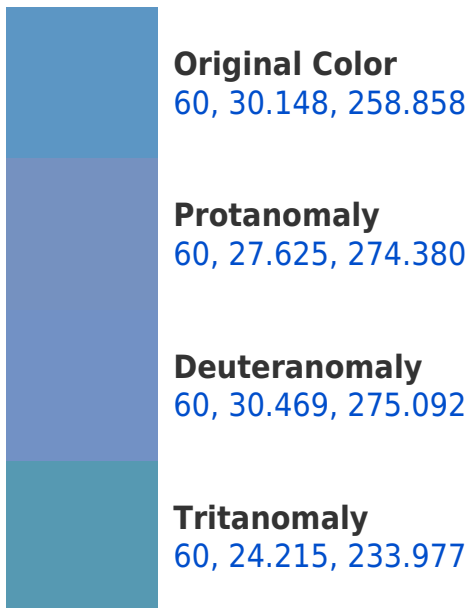 Original Color
60, 30.148, 258.858
Protanomaly
60, 27.625, 274.380
Deuteranomaly
60, 30.469, 275.092
Tritanomaly
60, 24.215, 233.977